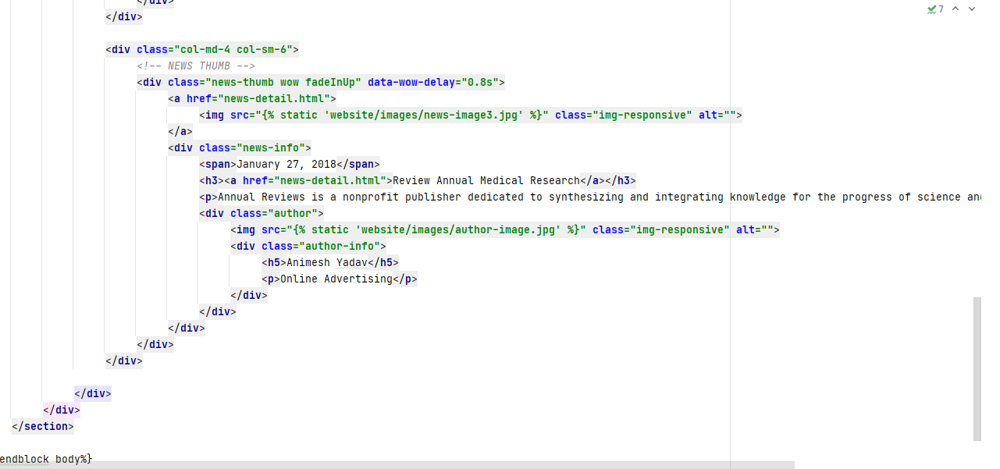 </div>
</div>
7
<div class="col-md-4 col-sm-6">
<!-- NEWS THUMB -->
<div class="news-thumb wow fadeInUp" data-wow-delay="0.8s">
<a href="news-detail.html">
<img src="{% static 'website/images/news-image3.jpg' %}" class="img-responsive" alt="">
</a>
<div class="news-info">
<span>January 27, 2018</span>
<h3><a href="news-detail.html">Review Annual Medical Research</a></h3>
<p>Annual Reviews is a nonprofit publisher dedicated to synthesizing and integrating knowledge for the progress of science
<div class="author">
<img src="{% static 'website/images/author-image.jpg' %}" class="img-responsive" alt="">
<div class="author-info">
<h5>Animesh Yadav</h5>
<p>Online Advertising</p>
</div>
</div>
</div>
</div>
</div>
</div>
</div>
</section>
endblock body%}